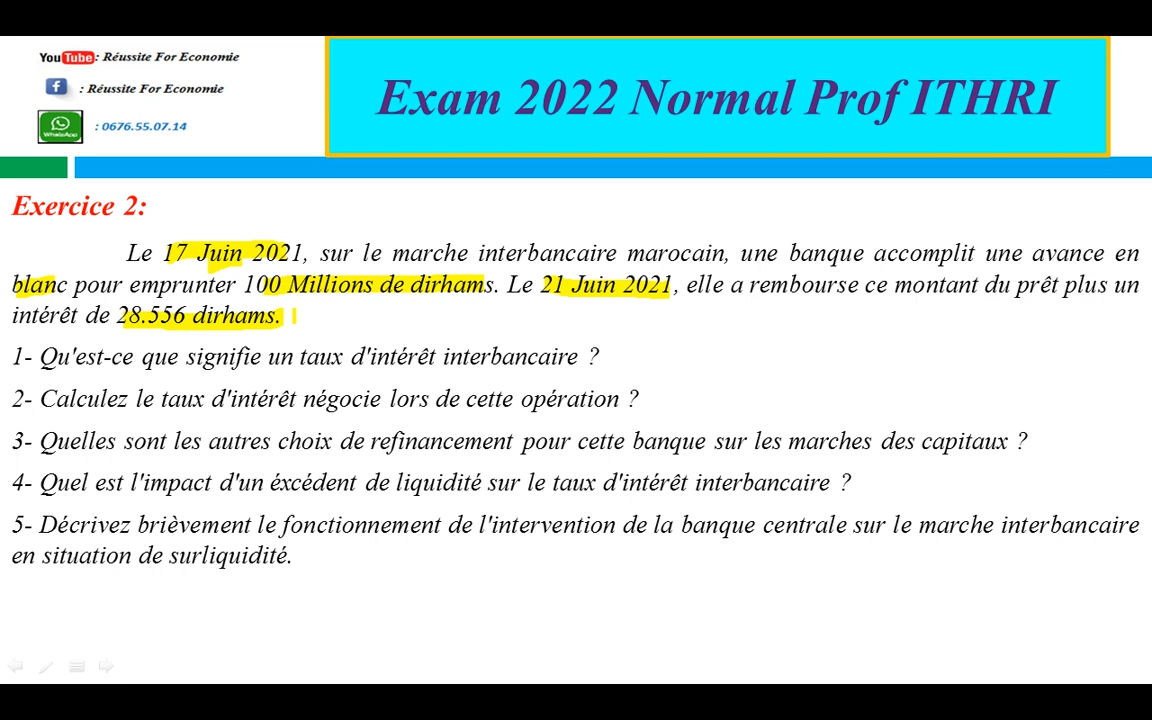 YouTube : Réussite For Economie
f : Réussite For Economie
WhatsApp : 0676.55.07.14
Exam 2022 Normal Prof ITHRI
Exercice 2:
Le 17 Juin 2021, sur le marche interbancaire marocain, une banque accomplit une avance en
blanc pour emprunter 100 Millions de dirhams. Le 21 Juin 2021, elle a rembourse ce montant du prêt plus un
intérêt de 28.556 dirhams.
1- Qu'est-ce que signifie un taux d'intérêt interbancaire ?
2- Calculez le taux d'intérêt négocie lors de cette opération ?
3- Quelles sont les autres choix de refinancement pour cette banque sur les marches des capitaux ?
4- Quel est l'impact d'un éxcédent de liquidité sur le taux d'intérêt interbancaire ?
5- Décrivez brièvement le fonctionnement de l'intervention de la banque centrale sur le marche interbancaire
en situation de surliquidité.